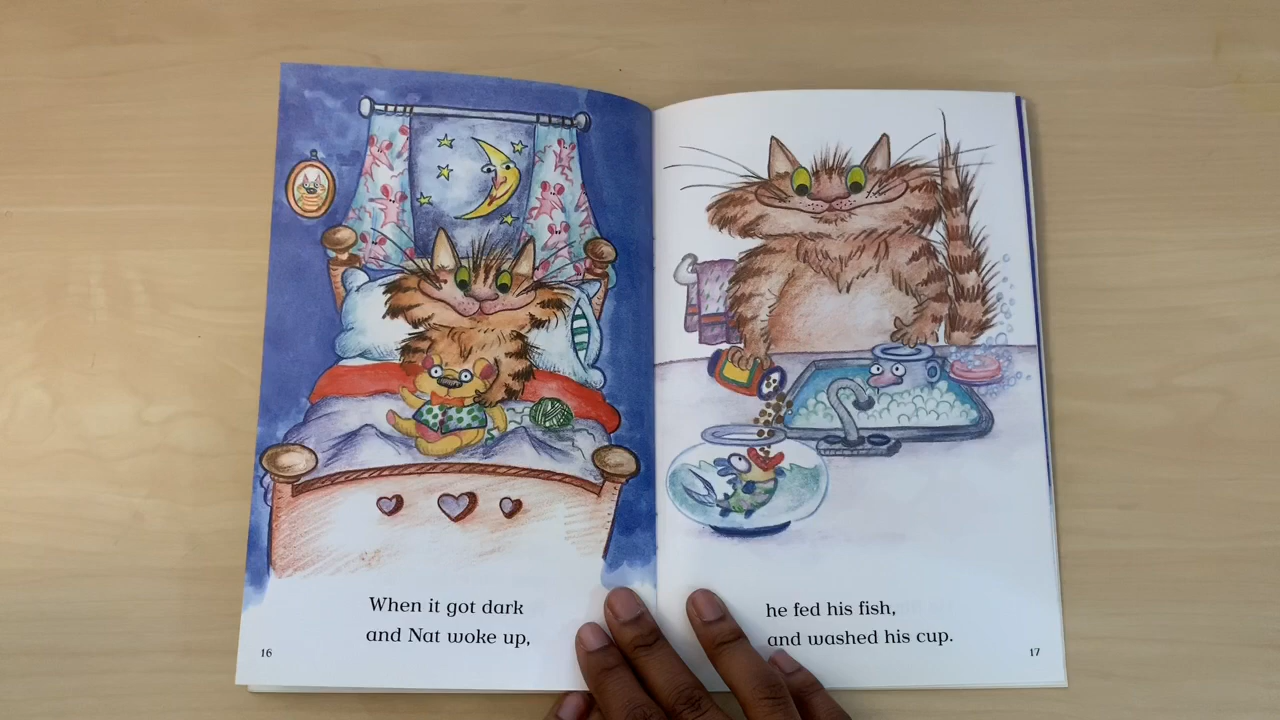 When it got dark
and Nat woke up,
16
he fed his fish,
and washed his cup.
17